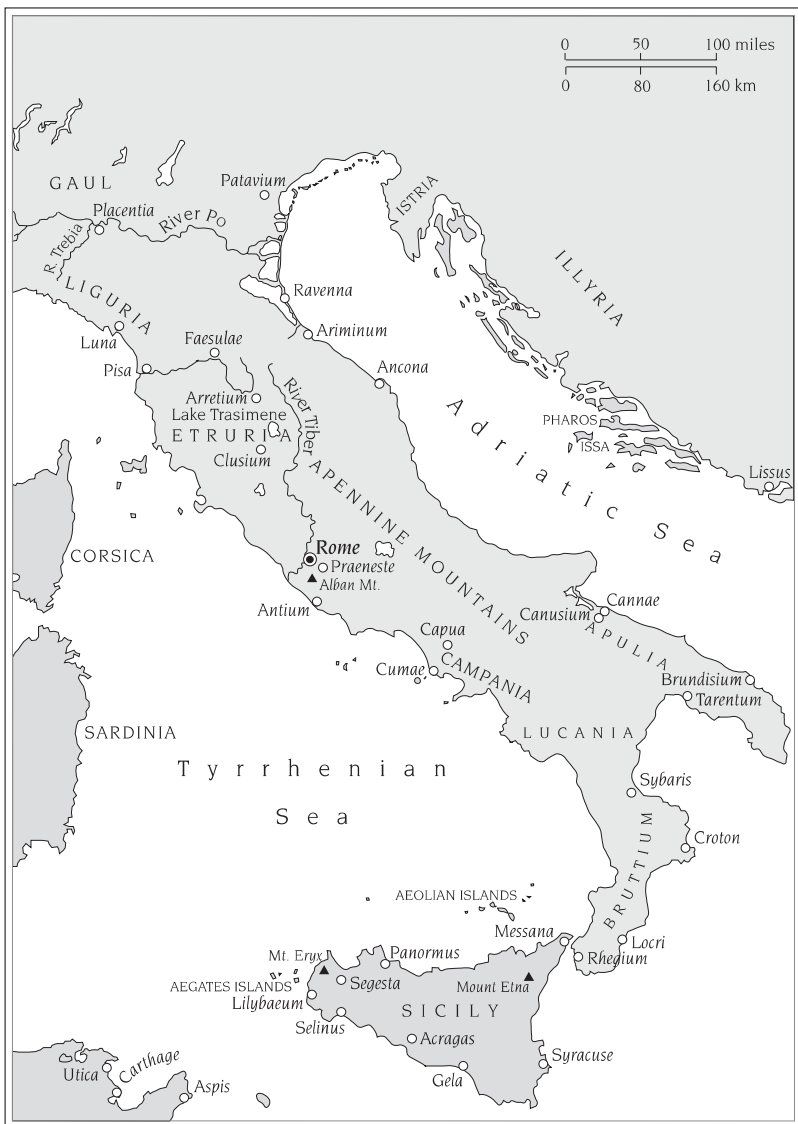 0 50 100 miles
0 80 160 km
GAUL
Patavium
ISTRIA
Placentia
River Po
R. Trebia
ILLYRIA
LIGURIA
Ravenna
Luna
Faesulae
Ariminum
Pisa
Ancona
Arretium
River Tiber
Lake Trasimene
ETRURIA
Clusium
Adriatic Sea
PHAROS
ISSA
Lissus
APENNINE MOUNTAINS
CORSICA
Rome
Praeneste
Alban Mt.
Antium
Cannae
Canusium
APULIA
Capua
Cumae
CAMPANIA
Brundisium
Tarentum
SARDINIA
LUCANIA
Tyrrhenian
Sea
Sybaris
Croton
BRUTTIUM
AEOLIAN ISLANDS
Messana
Locri
Rhegium
Mt. Eryx
Panormus
Segesta
Mount Etna
AEGATES ISLANDS
Lilybaeum
SICILY
Selinus
Acragas
Syracuse
Gela
Utica
Carthage
Aspis